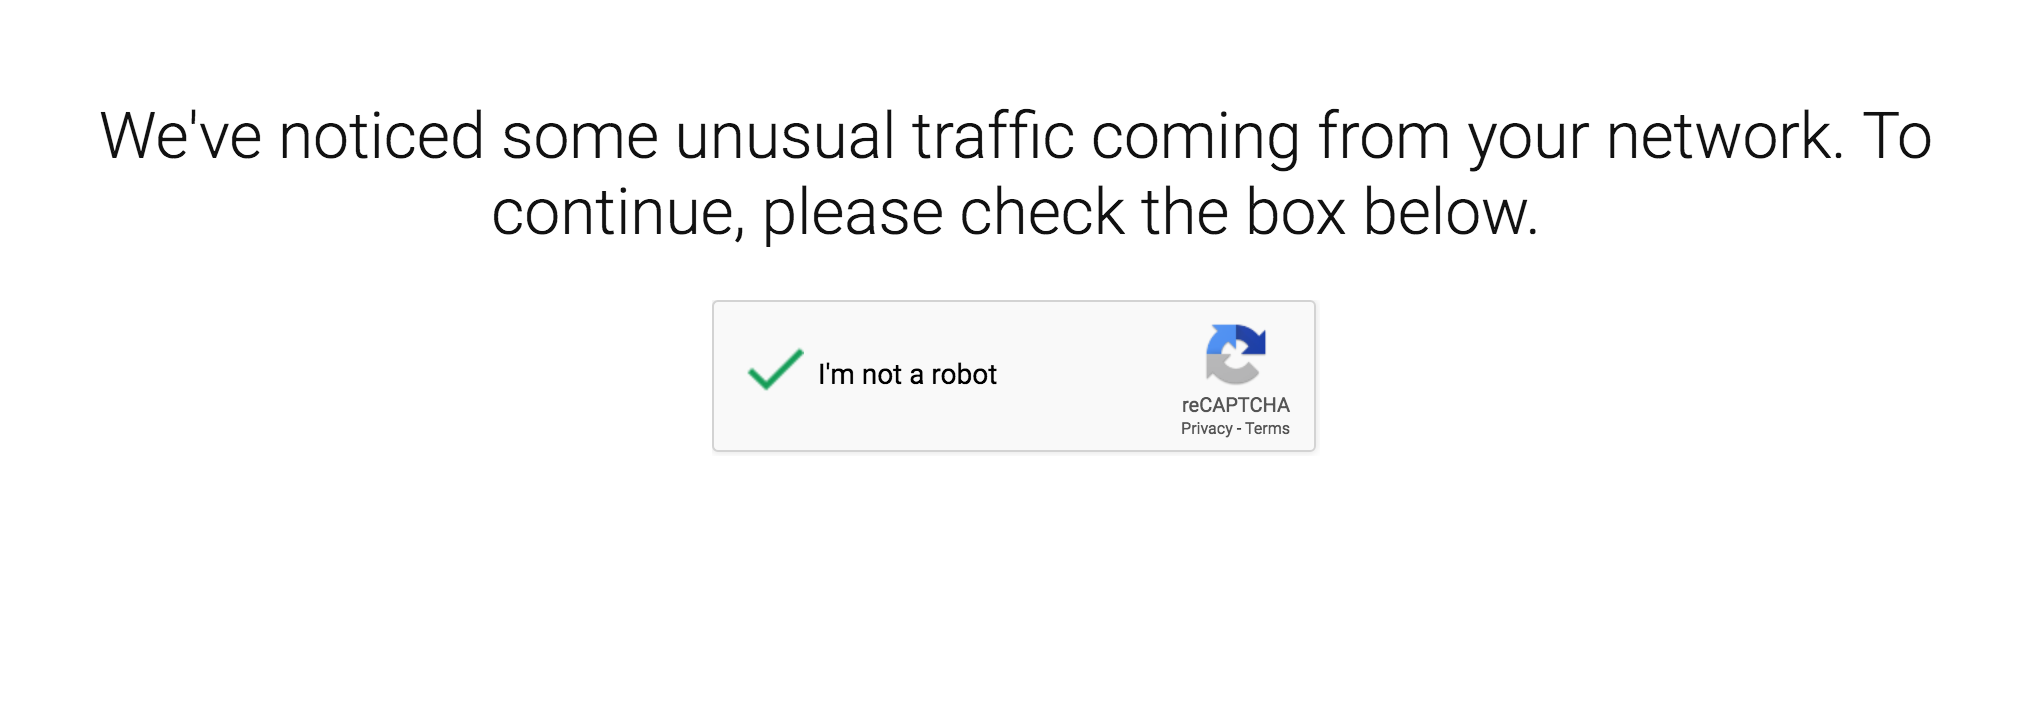 We've noticed some unusual traffic coming from your network. To
continue, please check the box below.
I'm not a robot
reCAPTCHA
Privacy - Terms